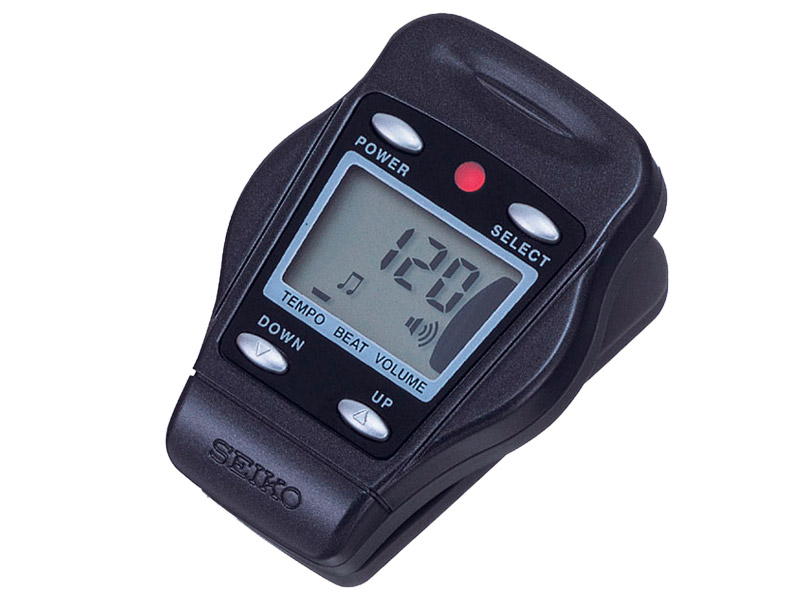 POWER
SELECT
120
TEMPO BEAT VOLUME
DOWN
UP
SEIKO